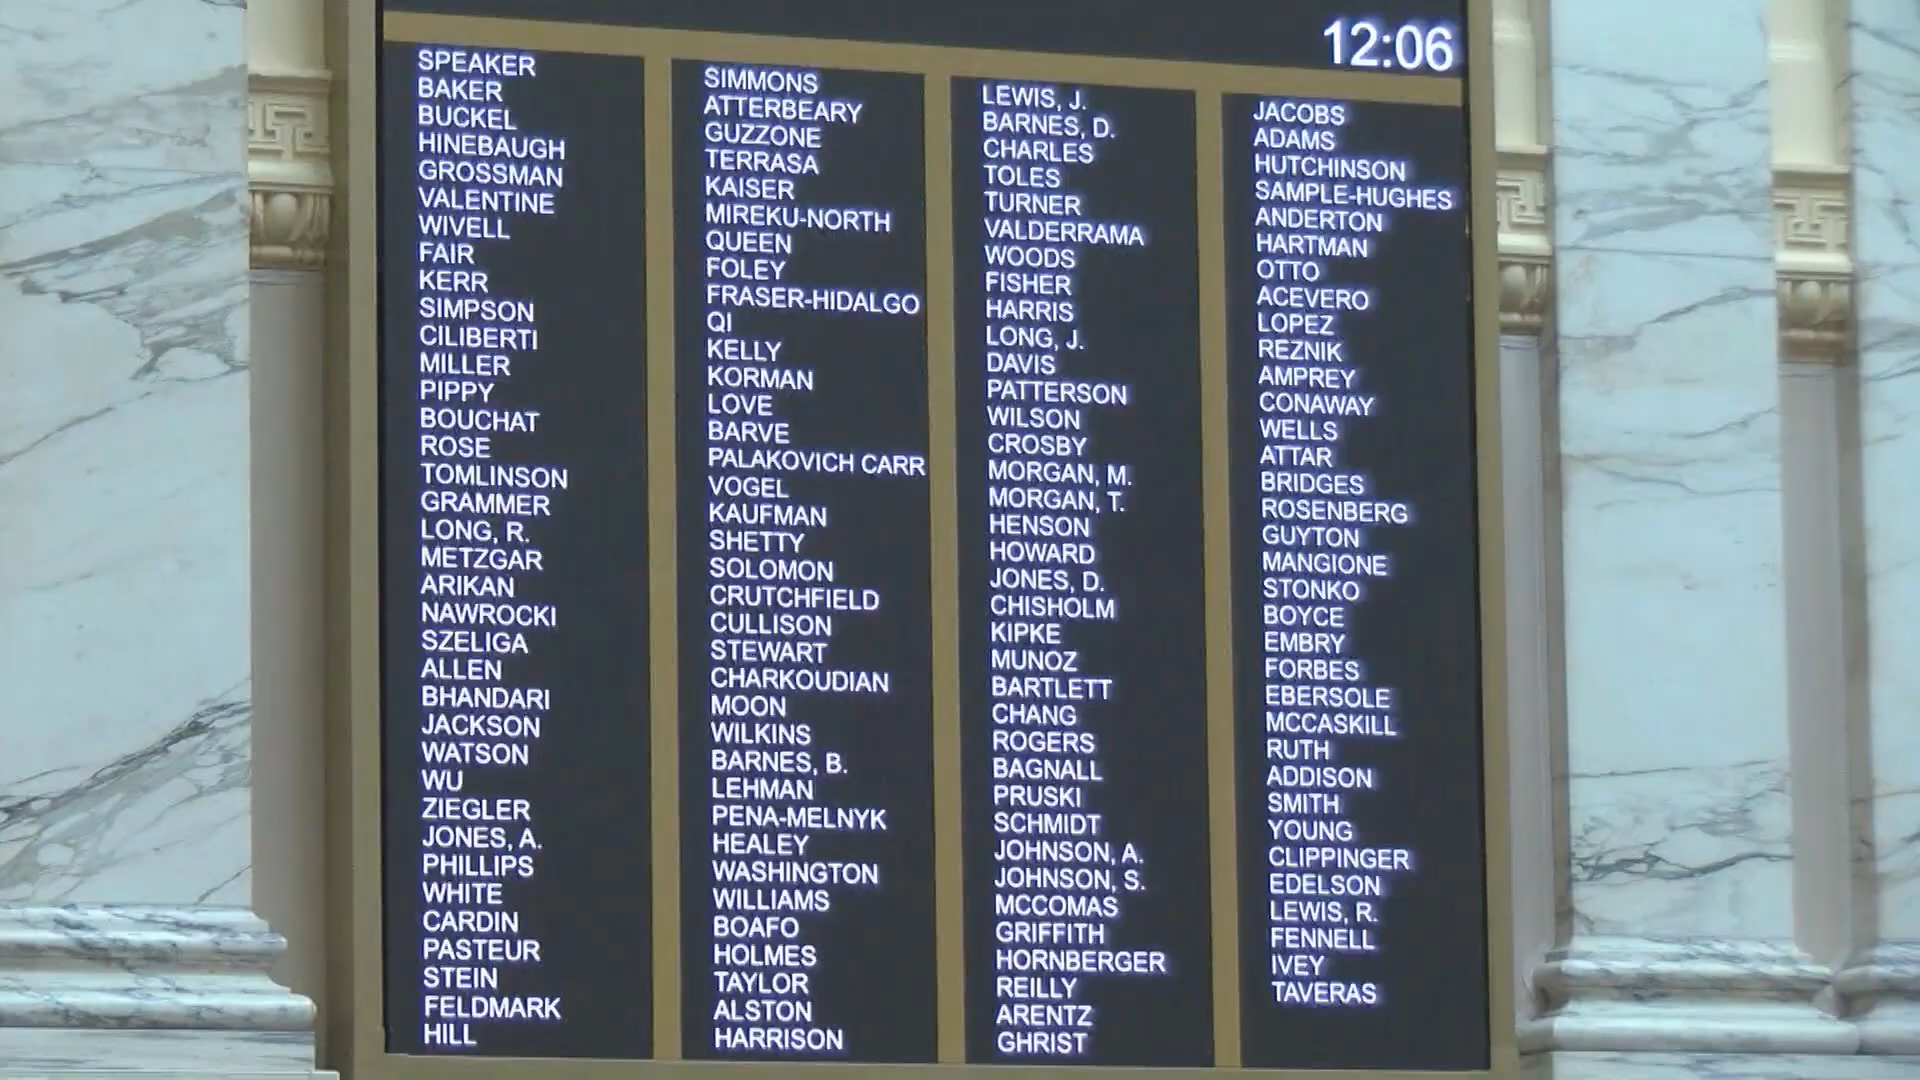 12:06
SPEAKER
BAKER
BUCKEL
HINEBAUGH
GROSSMAN
VALENTINE
WIVELL
FAIR
KERR
SIMPSON
CILIBERTI
MILLER
PIPPY
BOUCHAT
ROSE
TOMLINSON
GRAMMER
LONG, R.
METZGAR
ARIKAN
NAWROCKI
SZELIGA
ALLEN
BHANDARI
JACKSON
WATSON
WU
ZIEGLER
JONES, A.
PHILLIPS
WHITE
CARDIN
PASTEUR
STEIN
FELDMARK
HILL
SIMMONS
ATTERBEARY
GUZZONE
TERRASA
KAISER
MIREKU-NORTH
QUEEN
FOLEY
FRASER-HIDALGO
QI
KELLY
KORMAN
LOVE
BARVE
PALAKOVICH CARR
VOGEL
KAUFMAN
SHETTY
SOLOMON
CRUTCHFIELD
CULLISON
STEWART
CHARKOUDIAN
MOON
WILKINS
BARNES, B.
LEHMAN
PENA-MELNYK
HEALEY
WASHINGTON
WILLIAMS
BOAFO
HOLMES
TAYLOR
ALSTON
HARRISON
LEWIS, J.
BARNES, D.
CHARLES
TOLES
TURNER
VALDERRAMA
WOODS
FISHER
HARRIS
LONG, J.
DAVIS
PATTERSON
WILSON
CROSBY
MORGAN, M.
MORGAN, T.
HENSON
HOWARD
JONES, D.
CHISHOLM
KIPKE
MUNOZ
BARTLETT
CHANG
ROGERS
BAGNALL
PRUSKI
SCHMIDT
JOHNSON, A.
JOHNSON, S.
MCCOMAS
GRIFFITH
HORNBERGER
REILLY
ARENTZ
GHRIST
JACOBS
ADAMS
HUTCHINSON
SAMPLE-HUGHES
ANDERTON
HARTMAN
OTTO
ACEVERO
LOPEZ
REZNIK
AMPREY
CONAWAY
WELLS
ATTAR
BRIDGES
ROSENBERG
GUYTON
MANGIONE
STONKO
BOYCE
EMBRY
FORBES
EBERSOLE
MCCASKILL
RUTH
ADDISON
SMITH
YOUNG
CLIPPINGER
EDELSON
LEWIS, R.
FENNELL
IVEY
TAVERAS